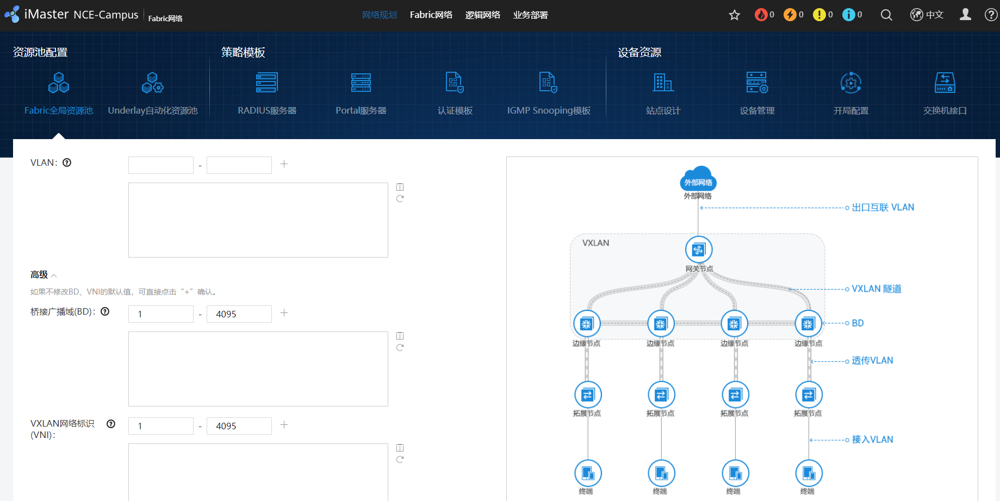 iMaster NCE-Campus Fabric网络
网络规划 Fabric网络 逻辑网络 业务部署
0 0 0 0 中文
资源池配置 策略模板 设备资源
Fabric全局资源池 Underlay自动化资源池 RADIUS服务器 Portal服务器 认证模板 IGMP Snooping模板 站点设计 设备管理 开局配置 交换机接口
VLAN: -
高级
如果不修改BD、VNI的默认值，可直接点击“+”确认。
桥接广播域(BD): 1 - 4095
VXLAN网络标识
(VNI): 1 - 4095
外部网络
外部网络
出口互联 VLAN
VXLAN
网关节点
VXLAN 隧道
BD
边缘节点 边缘节点 边缘节点 边缘节点
透传VLAN
拓展节点 拓展节点 拓展节点 拓展节点
接入VLAN
终端 终端 终端 终端